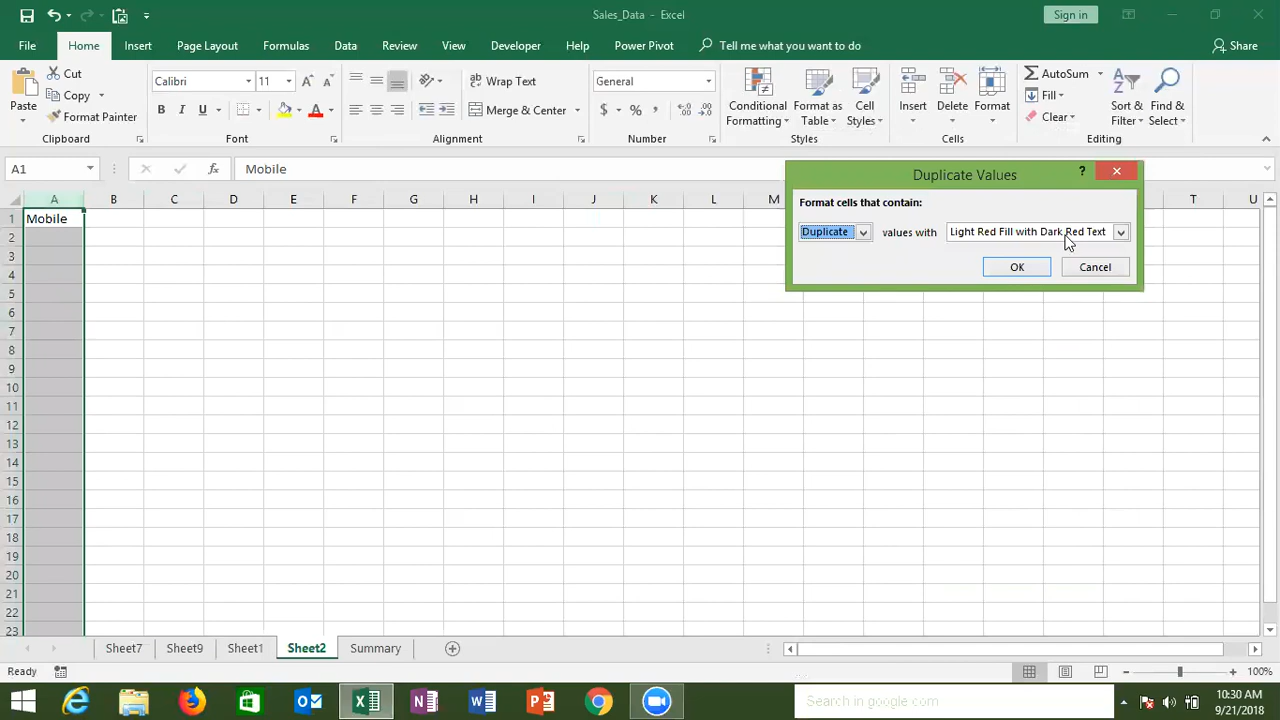 Sales_Data - Excel
Sign in
File Home Insert Page Layout Formulas Data Review View Developer Help Power Pivot Tell me what you want to do Share
Paste
Cut
Copy
Format Painter
Clipboard
Calibri 11
B I U
Font
Wrap Text
Merge & Center
Alignment
General
$ % ,
Number
Conditional Formatting
Format as Table
Cell Styles
Styles
Insert
Delete
Format
Cells
AutoSum
Fill
Clear
Sort & Filter
Find & Select
Editing
A1 fx Mobile
Duplicate Values
?
Format cells that contain:
Duplicate values with Light Red Fill with Dark Red Text
OK Cancel
A B C D E F G H I J K L M T U
1 Mobile
2
3
4
5
6
7
8
9
10
11
12
13
14
15
16
17
18
19
20
21
22
23
Sheet7 Sheet9 Sheet1 Sheet2 Summary
Ready 100%
Search in google.com
10:30 AM
9/21/2018